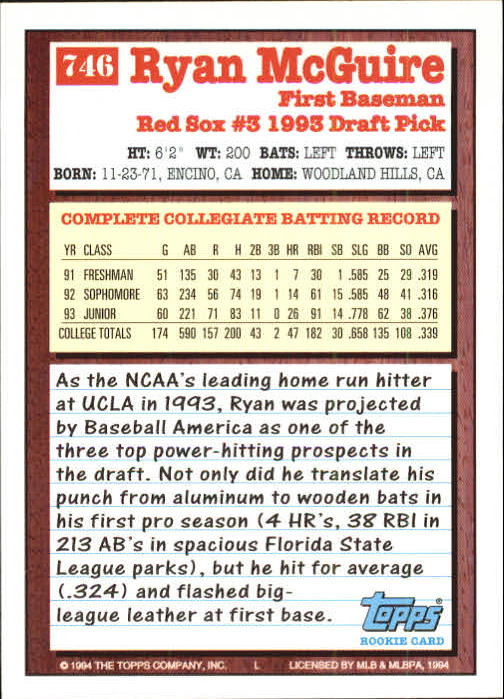 746 Ryan McGuire
First Baseman
Red Sox #3 1993 Draft Pick
HT: 6'2" WT: 200 BATS: LEFT THROWS: LEFT
BORN: 11-23-71, ENCINO, CA HOME: WOODLAND HILLS, CA
COMPLETE COLLEGIATE BATTING RECORD
YR CLASS G AB R H 2B 3B HR RBI SB SLG BB SO AVG
91 FRESHMAN 51 135 30 43 13 1 7 30 1 .585 25 29 .319
92 SOPHOMORE 63 234 56 74 19 1 14 61 15 .585 48 41 .316
93 JUNIOR 60 221 71 83 11 0 26 91 14 .778 62 38 .376
COLLEGE TOTALS 174 590 157 200 43 2 47 182 30 .658 135 108 .339
As the NCAA's leading home run hitter
at UCLA in 1993, Ryan was projected
by Baseball America as one of the
three top power-hitting prospects in
the draft. Not only did he translate his
punch from aluminum to wooden bats in
his first pro season (4 HR's, 38 RBI in
213 AB's in spacious Florida State
League parks), but he hit for average
(.324) and flashed big-
league leather at first base.
Topps®
ROOKIE CARD
© 1994 THE TOPPS COMPANY, INC. L LICENSED BY MLB & MLBPA, 1994